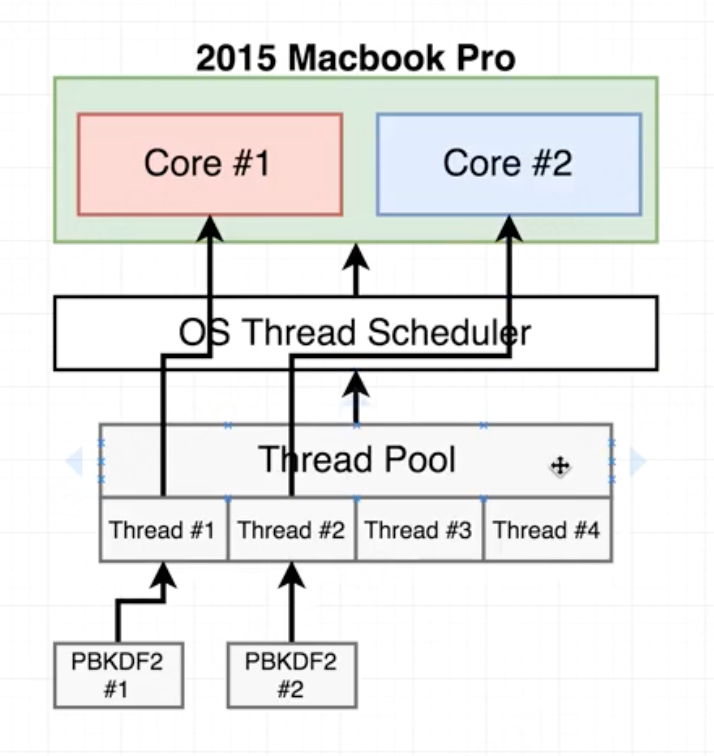 2015 Macbook Pro
Core #1
Core #2
OS Thread Scheduler
Thread Pool
Thread #1
Thread #2
Thread #3
Thread #4
PBKDF2
#1
PBKDF2
#2